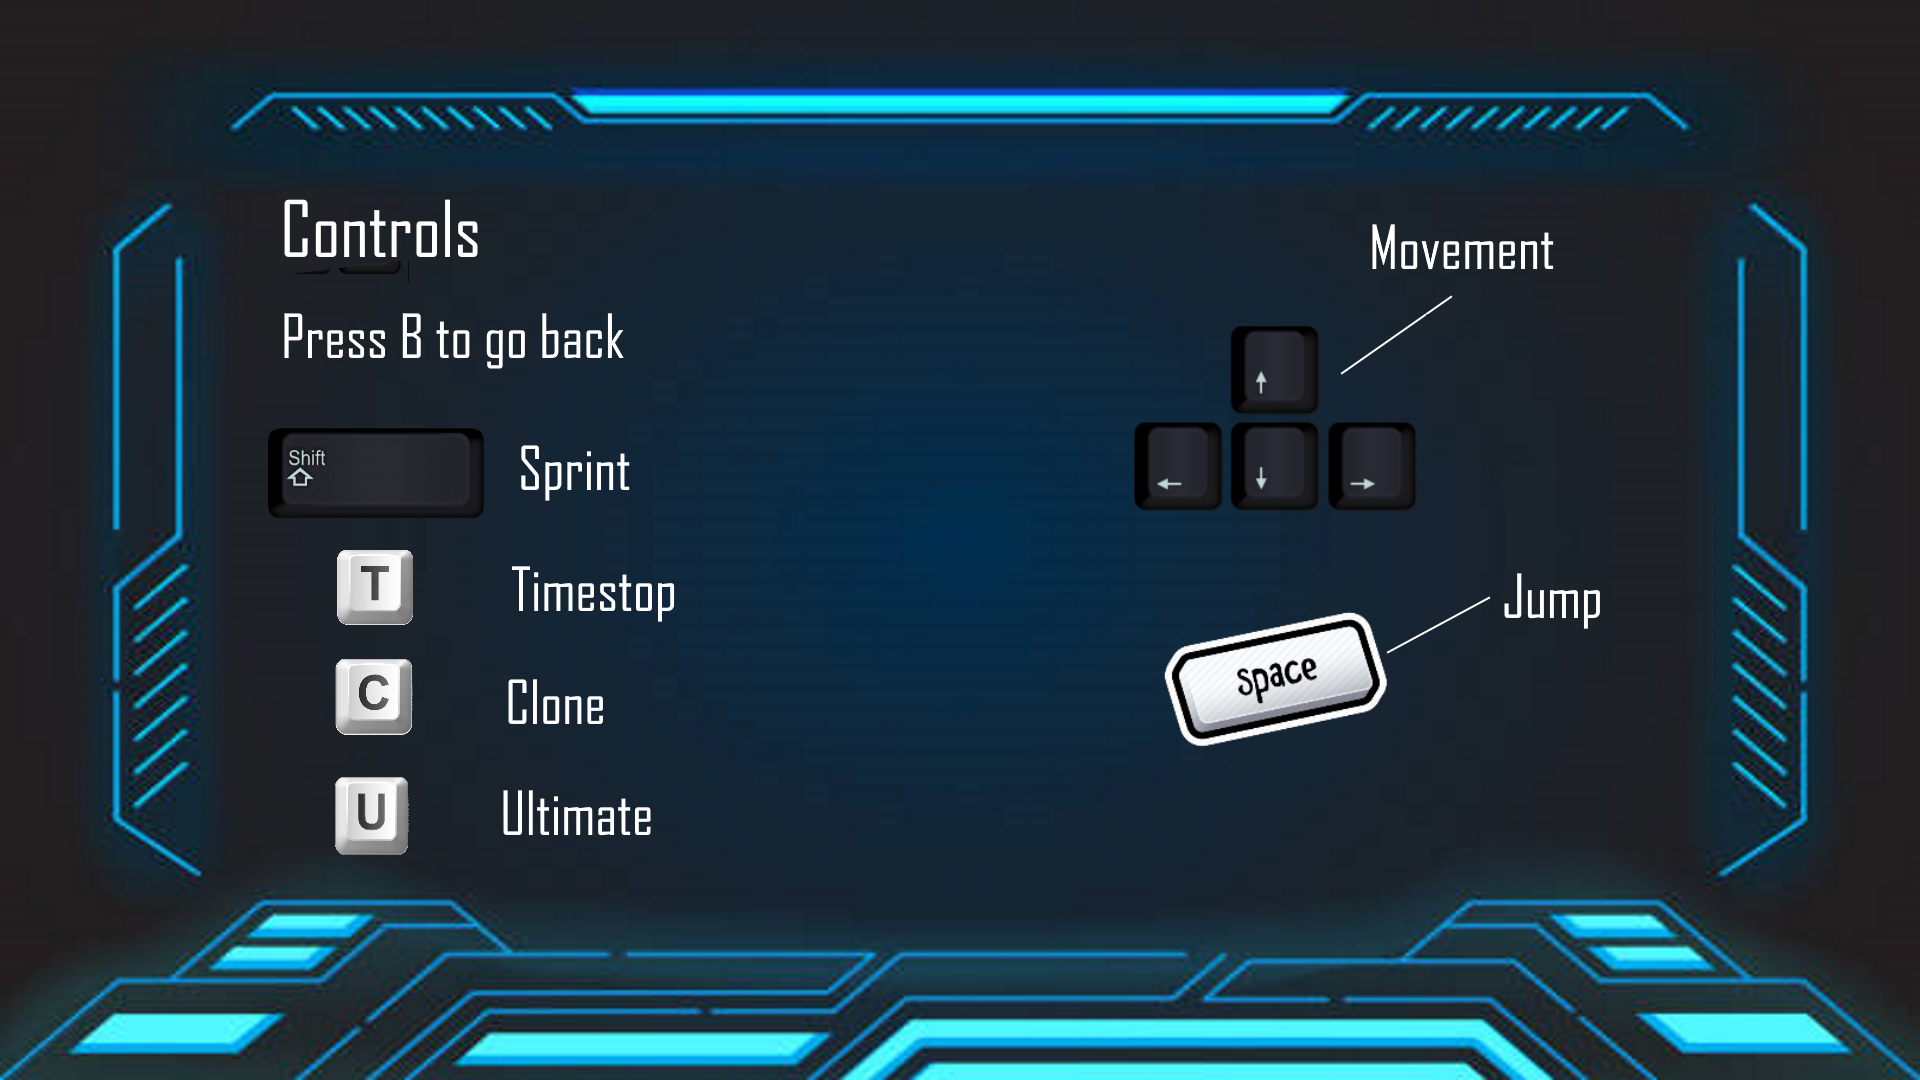 Controls
Press B to go back
Shift
Sprint
T
Timestop
C
Clone
U
Ultimate
Movement
↑
← ↓ →
Jump
space